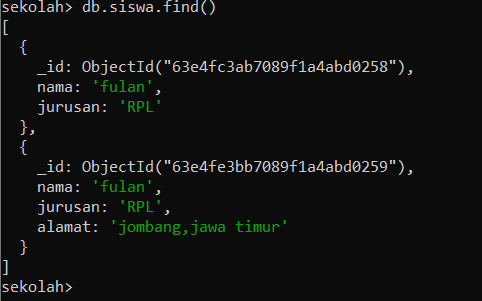 sekolah> db.siswa.find()
[
  {
    _id: ObjectId("63e4fc3ab7089f1a4abd0258"),
    nama: 'fulan',
    jurusan: 'RPL'
  },
  {
    _id: ObjectId("63e4fe3bb7089f1a4abd0259"),
    nama: 'fulan',
    jurusan: 'RPL',
    alamat: 'jombang,jawa timur'
  }
]
sekolah>